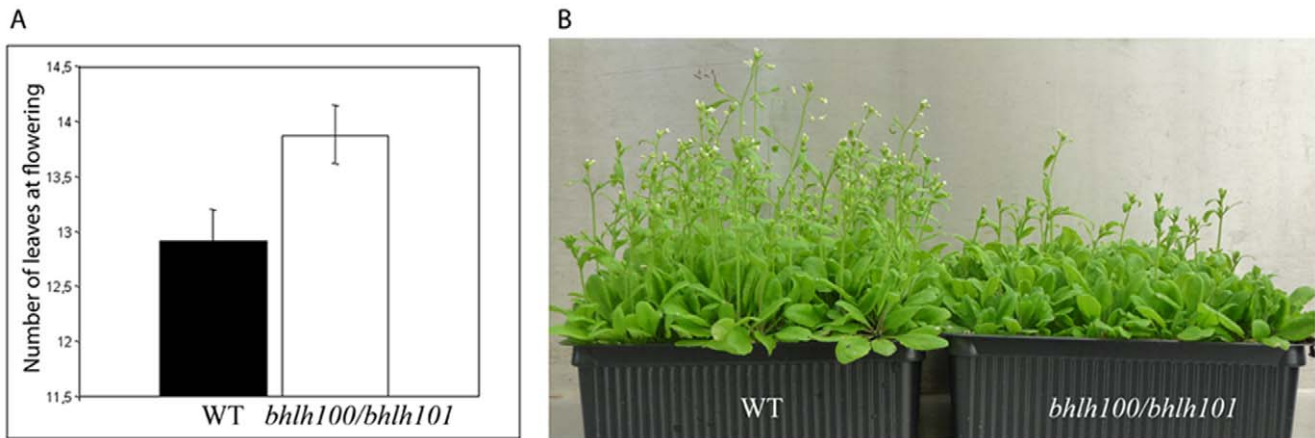 A
Number of leaves at flowering
14,5
14
13,5
13
12,5
12
11,5
WT
bhlh100/bhlh101
B
WT
bhlh100/bhlh101